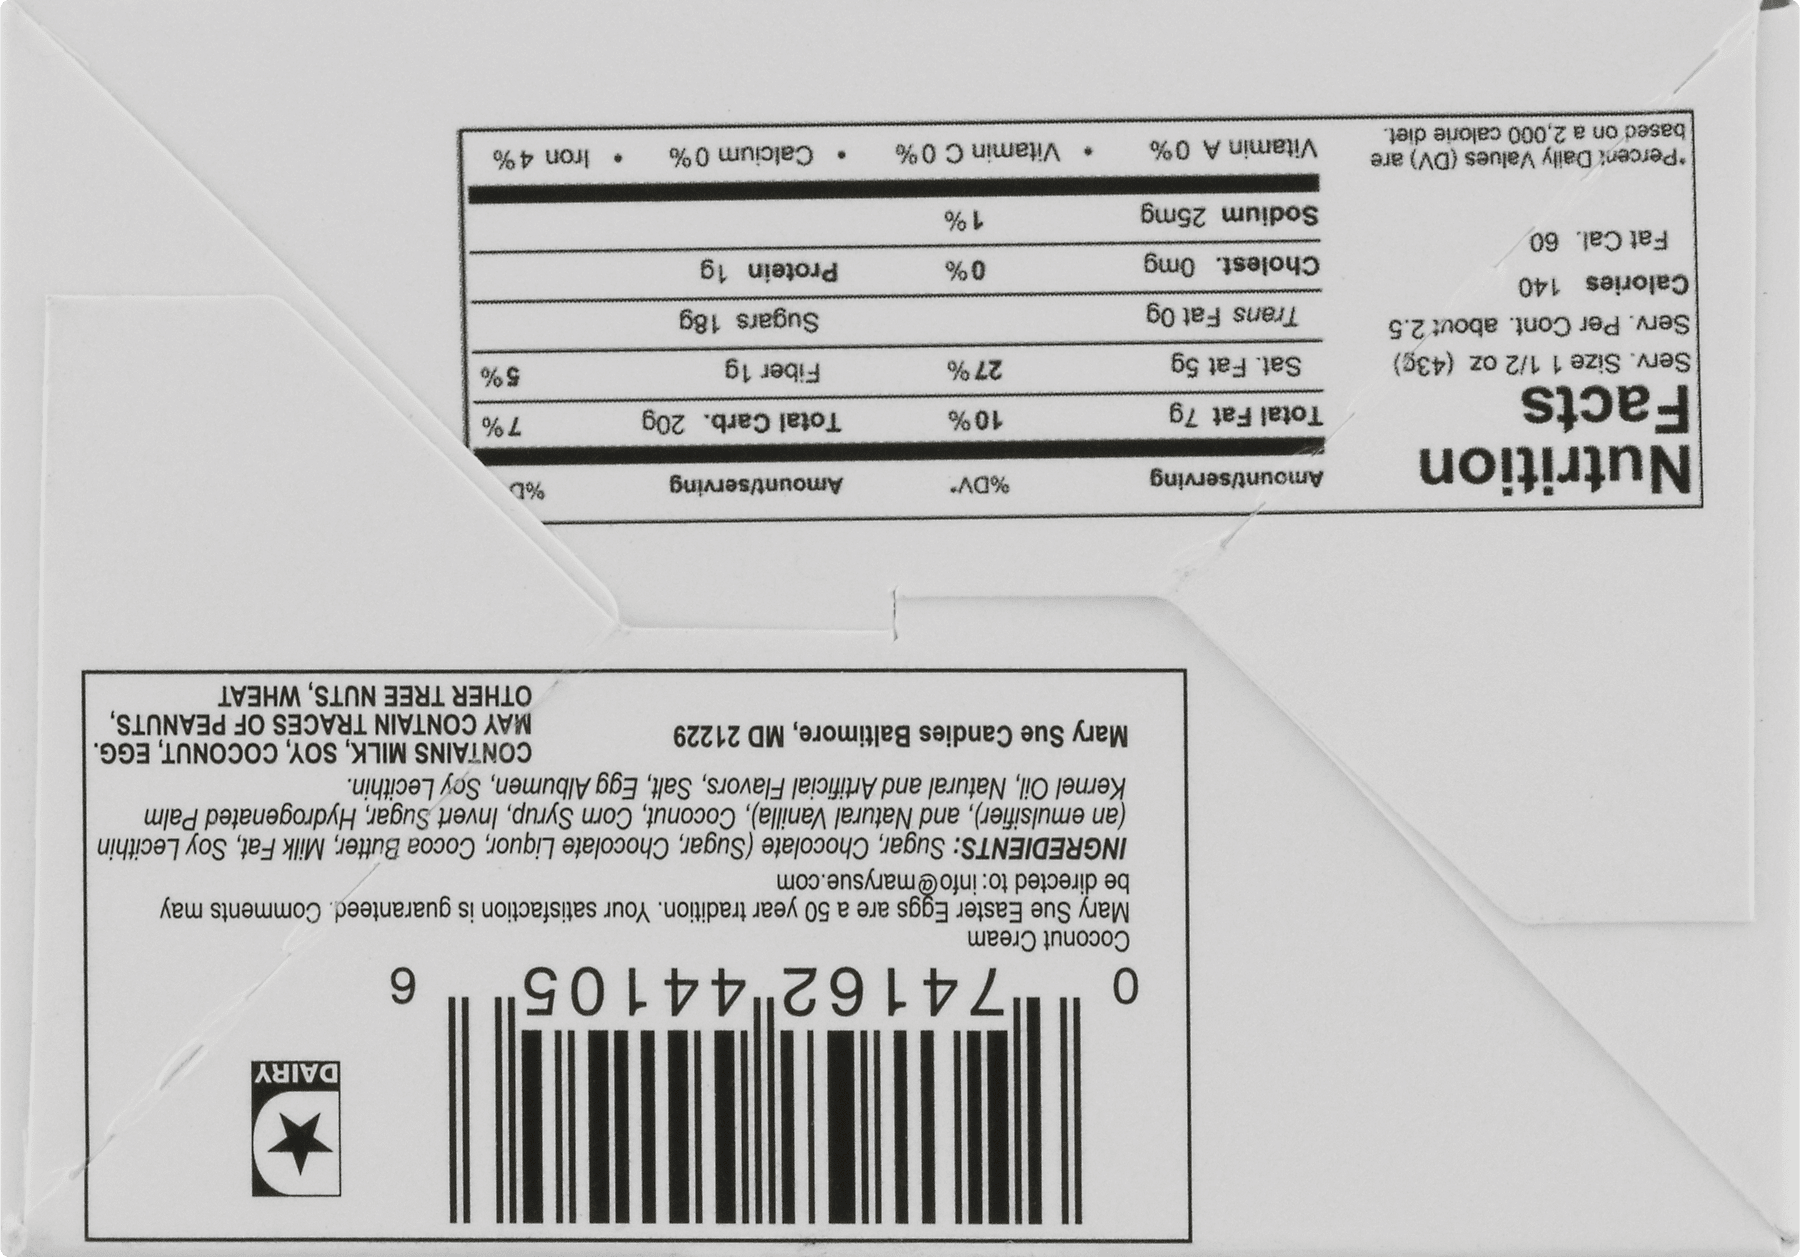 Coconut Cream
Mary Sue Easter Eggs are a 50 year tradition. Your satisfaction is guaranteed. Comments may
be directed to: info@marysue.com
INGREDIENTS: Sugar, Chocolate (Sugar, Chocolate Liquor, Cocoa Butter, Milk Fat, Soy Lecithin
(an emulsifier), and Natural Vanilla), Coconut, Corn Syrup, Invert Sugar, Hydrogenated Palm
Kernel Oil, Natural and Artificial Flavors, Salt, Egg Albumen, Soy Lecithin.
Mary Sue Candies Baltimore, MD 21229
CONTAINS MILK, SOY, COCONUT, EGG.
MAY CONTAIN TRACES OF PEANUTS,
OTHER TREE NUTS, WHEAT
0 74162 44105 6
DAIRY
Nutrition
Facts
Serv. Size 1 1/2 oz (43g)
Serv. Per Cont. about 2.5
Calories 140
Fat Cal. 60
*Percent Daily Values (DV) are
based on a 2,000 calorie diet.
Amount/serving %DV* Amount/serving %D
Total Fat 7g 10% Total Carb. 20g 7%
Sat. Fat 5g 27% Fiber 1g 5%
Trans Fat 0g Sugars 18g
Cholest. 0mg 0% Protein 1g
Sodium 25mg 1%
Vitamin A 0% • Vitamin C 0% • Calcium 0% • Iron 4%